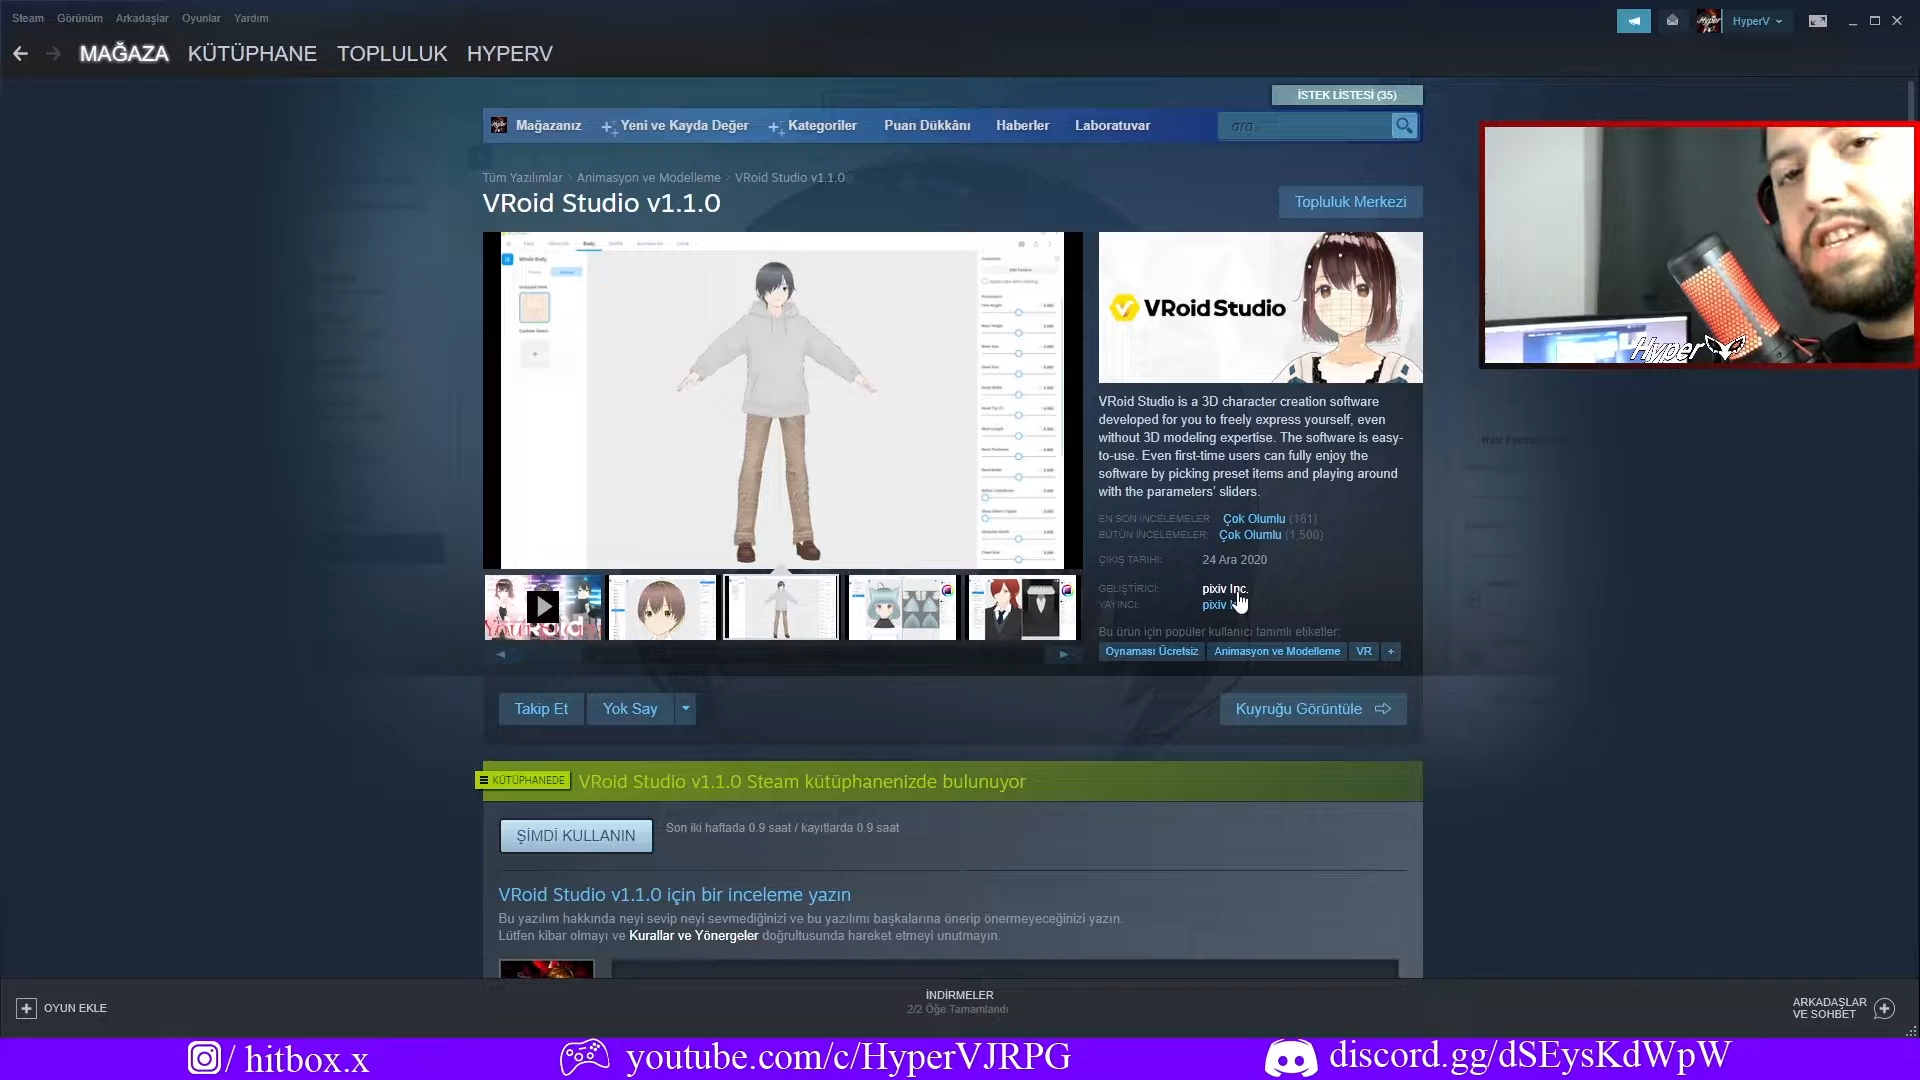 Steam Görünüm Arkadaşlar Oyunlar Yardım
HyperV
MAĞAZA KÜTÜPHANE TOPLULUK HYPERV
İSTEK LİSTESİ (35)
Mağazanız Yeni ve Kayda Değer Kategoriler Puan Dükkânı Haberler Laboratuvar ara
Tüm Yazılımlar > Animasyon ve Modelleme > VRoid Studio v1.1.0
VRoid Studio v1.1.0
Topluluk Merkezi
VRoid Studio
Hyper
VRoid Studio is a 3D character creation software
developed for you to freely express yourself, even
without 3D modeling expertise. The software is easy-
to-use. Even first-time users can fully enjoy the
software by picking preset items and playing around
with the parameters' sliders.
EN SON İNCELEMELER: Çok Olumlu (161)
BÜTÜN İNCELEMELER: Çok Olumlu (1,500)
ÇIKIŞ TARİHİ: 24 Ara 2020
GELİŞTİRİCİ: pixiv Inc.
YAYINCI: pixiv
Bu ürün için popüler kullanıcı tanımlı etiketler:
Oynaması Ücretsiz Animasyon ve Modelleme VR +
Takip Et Yok Say Kuyruğu Görüntüle
KÜTÜPHANEDE VRoid Studio v1.1.0 Steam kütüphanenizde bulunuyor
ŞİMDİ KULLANIN Son iki haftada 0.9 saat / kayıtlarda 0.9 saat
VRoid Studio v1.1.0 için bir inceleme yazın
Bu yazılım hakkında neyi sevip neyi sevmediğinizi ve bu yazılımı başkalarına önerip önermeyeceğinizi yazın.
Lütfen kibar olmayı ve Kurallar ve Yönergeler doğrultusunda hareket etmeyi unutmayın.
OYUN EKLE
İNDİRMELER
2/2 Öğe Tamamlandı
ARKADAŞLAR
VE SOHBET
/ hitbox.x youtube.com/c/HyperVJRPG discord.gg/dSEysKdWpW